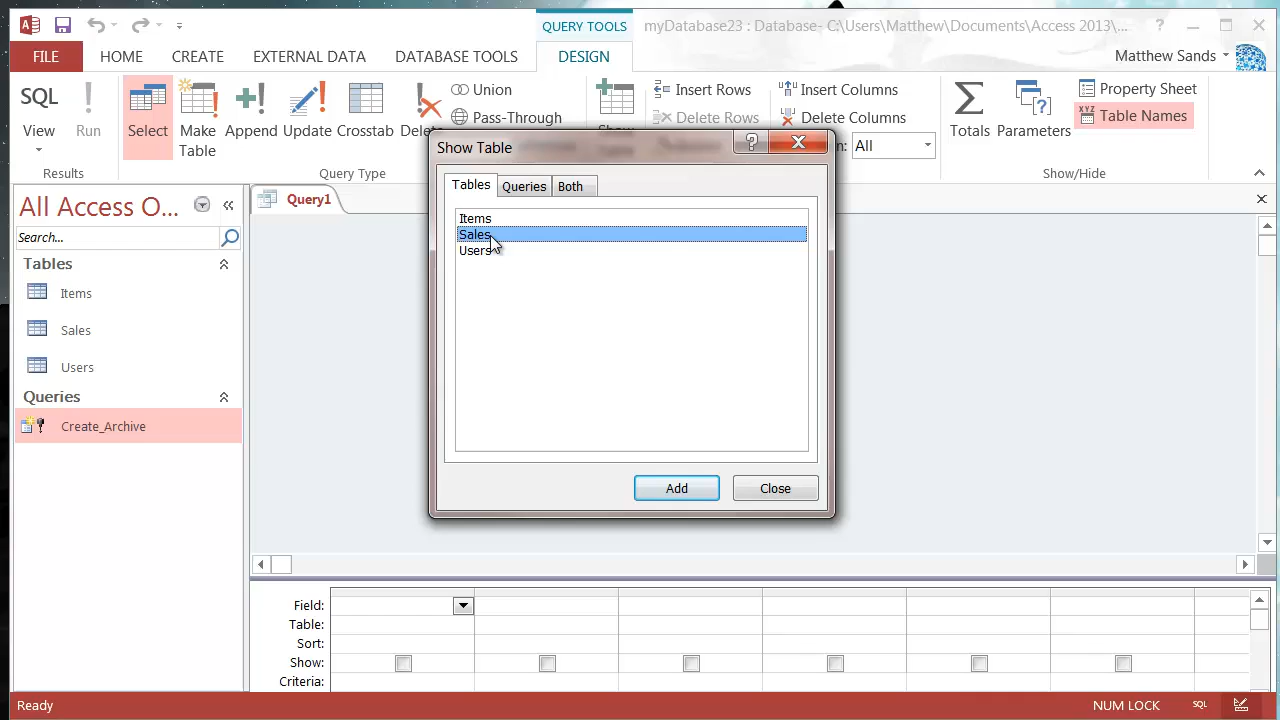 QUERY TOOLS
myDatabase23 : Database- C:\Users\Matthew\Documents\Access 2013\...
?
FILE
HOME
CREATE
EXTERNAL DATA
DATABASE TOOLS
DESIGN
Matthew Sands
SQL
View
Run
Select
Make Table
Append
Update
Crosstab
Delete
Union
Pass-Through
Show
Insert Rows
Delete Rows
Insert Columns
Delete Columns
n: All
Totals
Parameters
Property Sheet
XYZ Table Names
Results
Query Type
Show/Hide
All Access O...
Search...
Tables
Items
Sales
Users
Queries
Create_Archive
Query1
Show Table
?
Tables
Queries
Both
Items
Sales
Users
Add
Close
Field:
Table:
Sort:
Show:
Criteria:
Ready
NUM LOCK
SQL